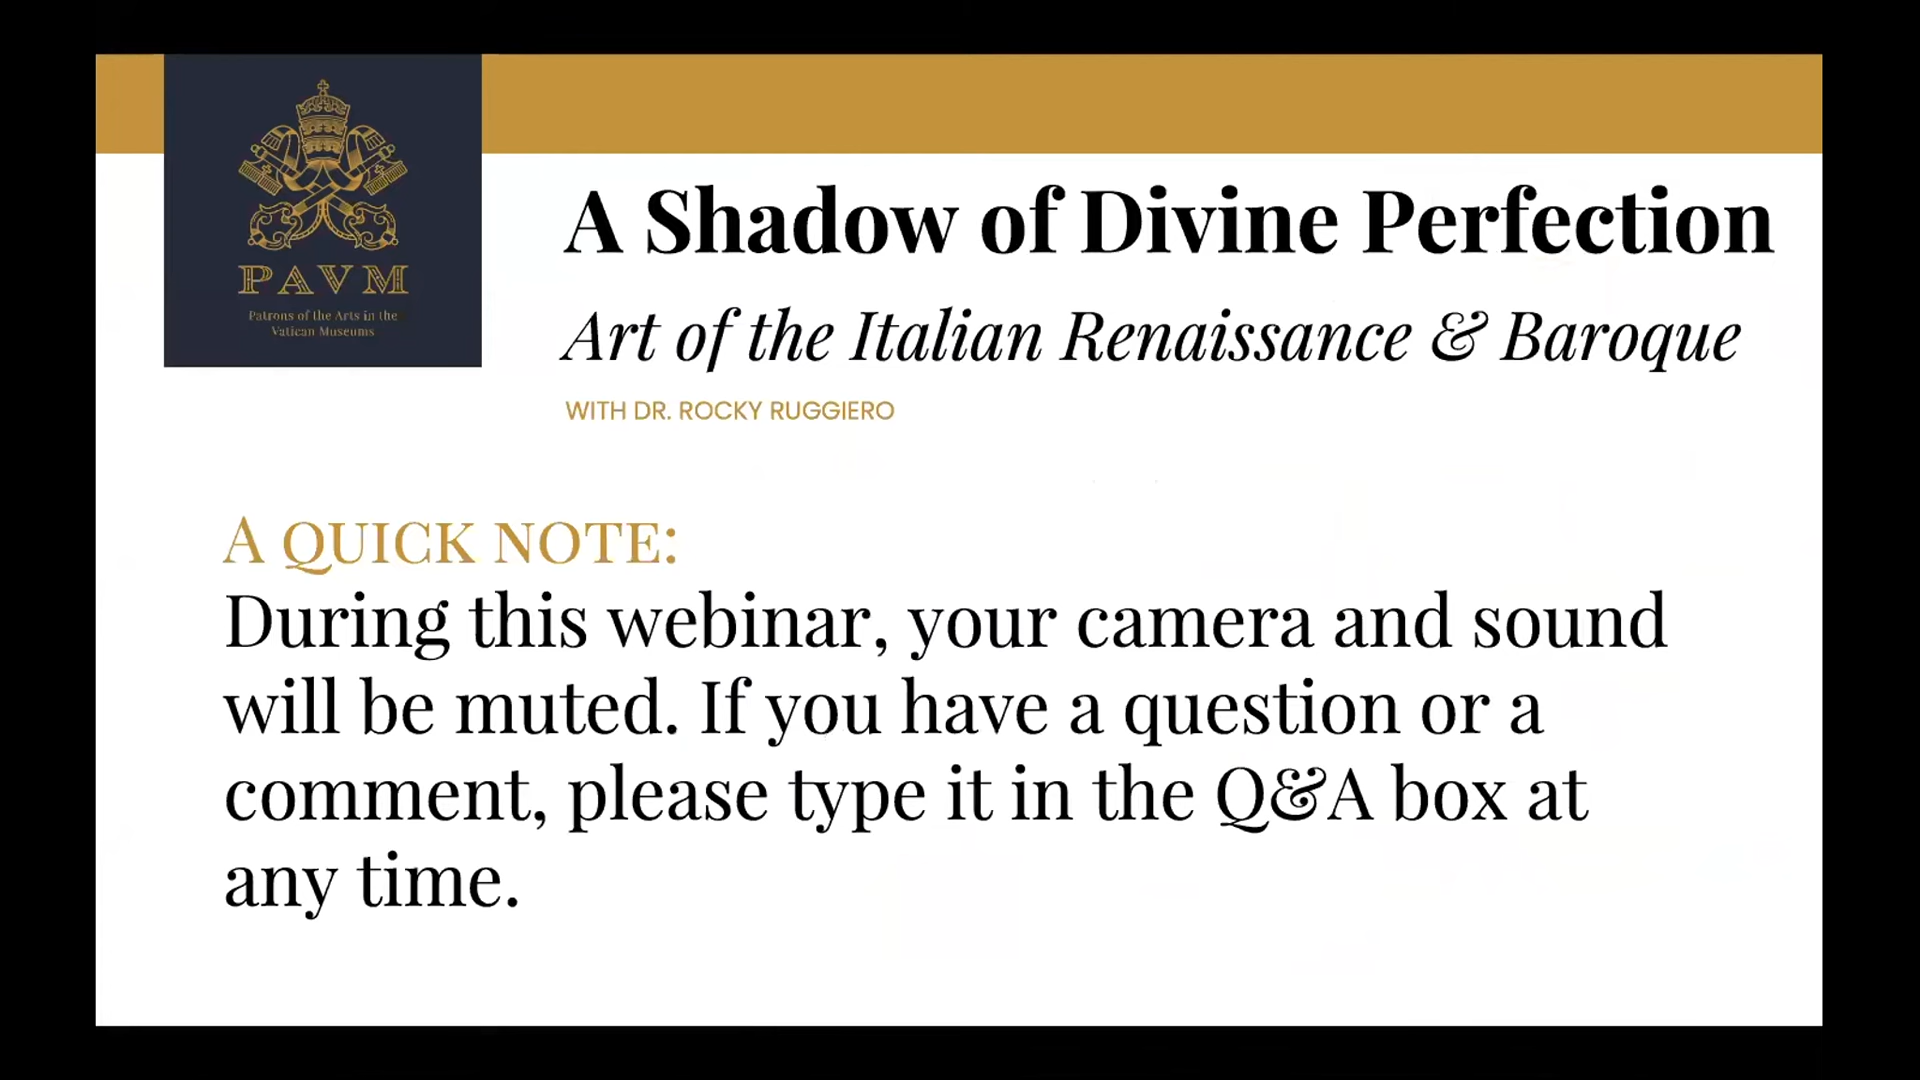 PAVM
Patrons of the Arts in the
Vatican Museums
A Shadow of Divine Perfection
Art of the Italian Renaissance & Baroque
WITH DR. ROCKY RUGGIERO
A QUICK NOTE:
During this webinar, your camera and sound
will be muted. If you have a question or a
comment, please type it in the Q&A box at
any time.